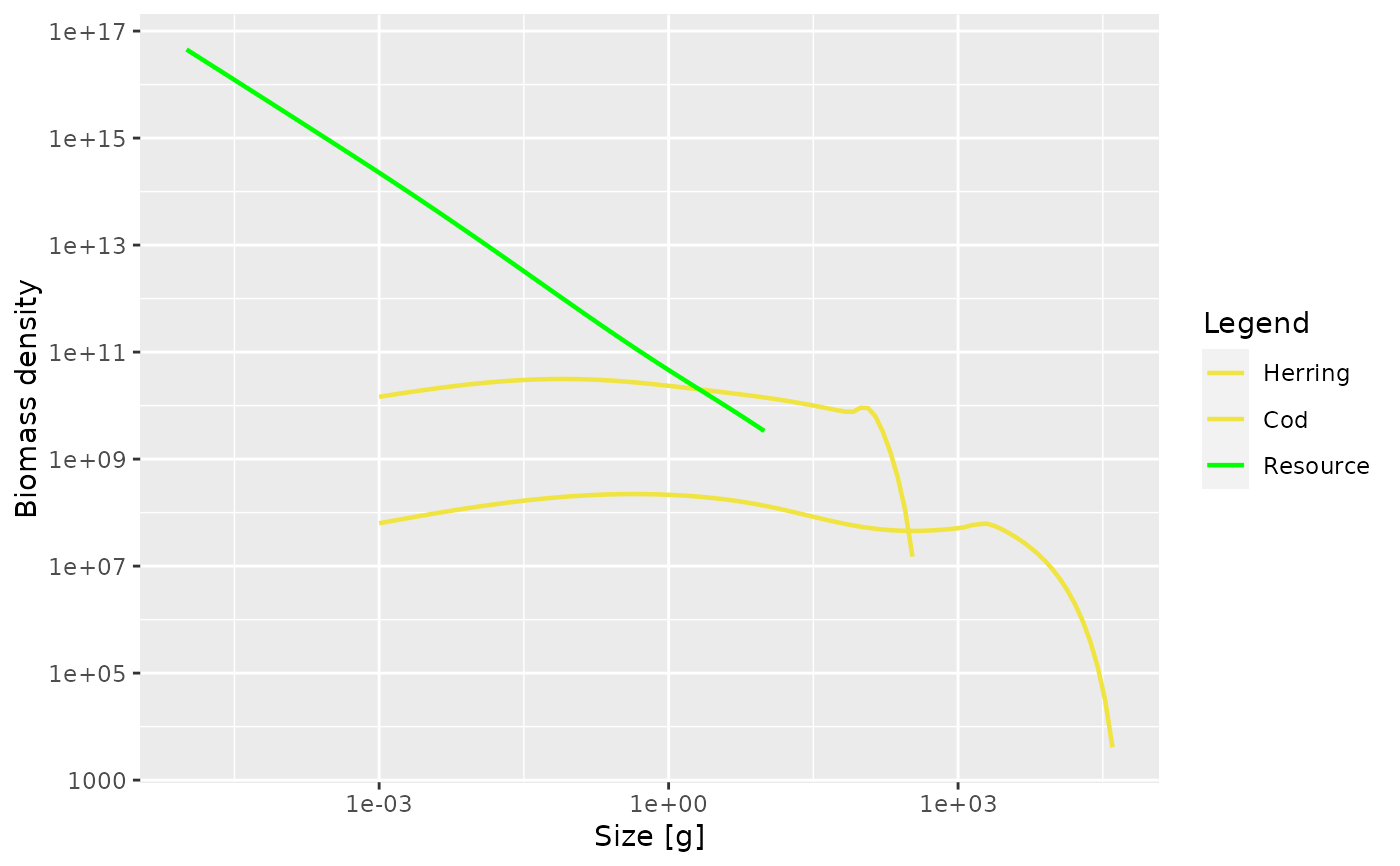 1e+17
1e+15
1e+13
1e+11
1e+09
1e+07
1e+05
1000
Biomass density
1e-03 1e+00 1e+03
Size [g]
Legend
Herring
Cod
Resource